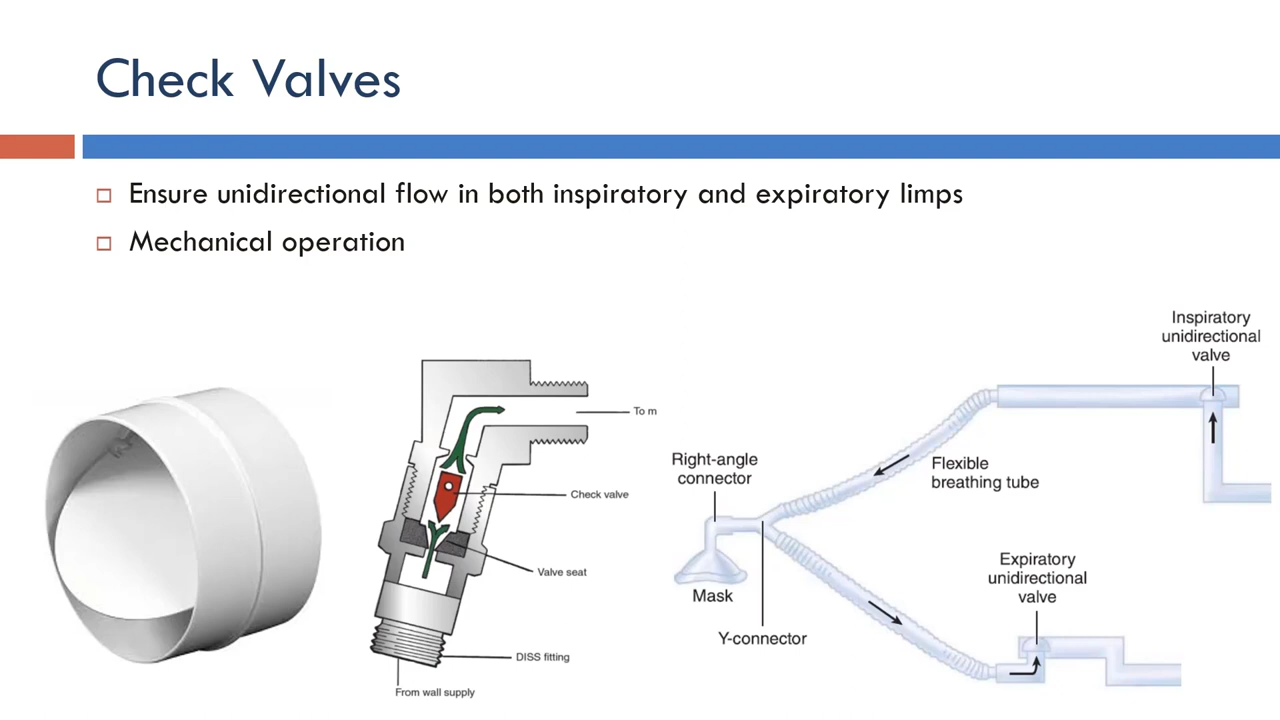 Check Valves
Ensure unidirectional flow in both inspiratory and expiratory limps
Mechanical operation
To m
Check valve
Valve seat
DISS fitting
From wall supply
Inspiratory
unidirectional
valve
Right-angle
connector
Flexible
breathing tube
Mask
Y-connector
Expiratory
unidirectional
valve